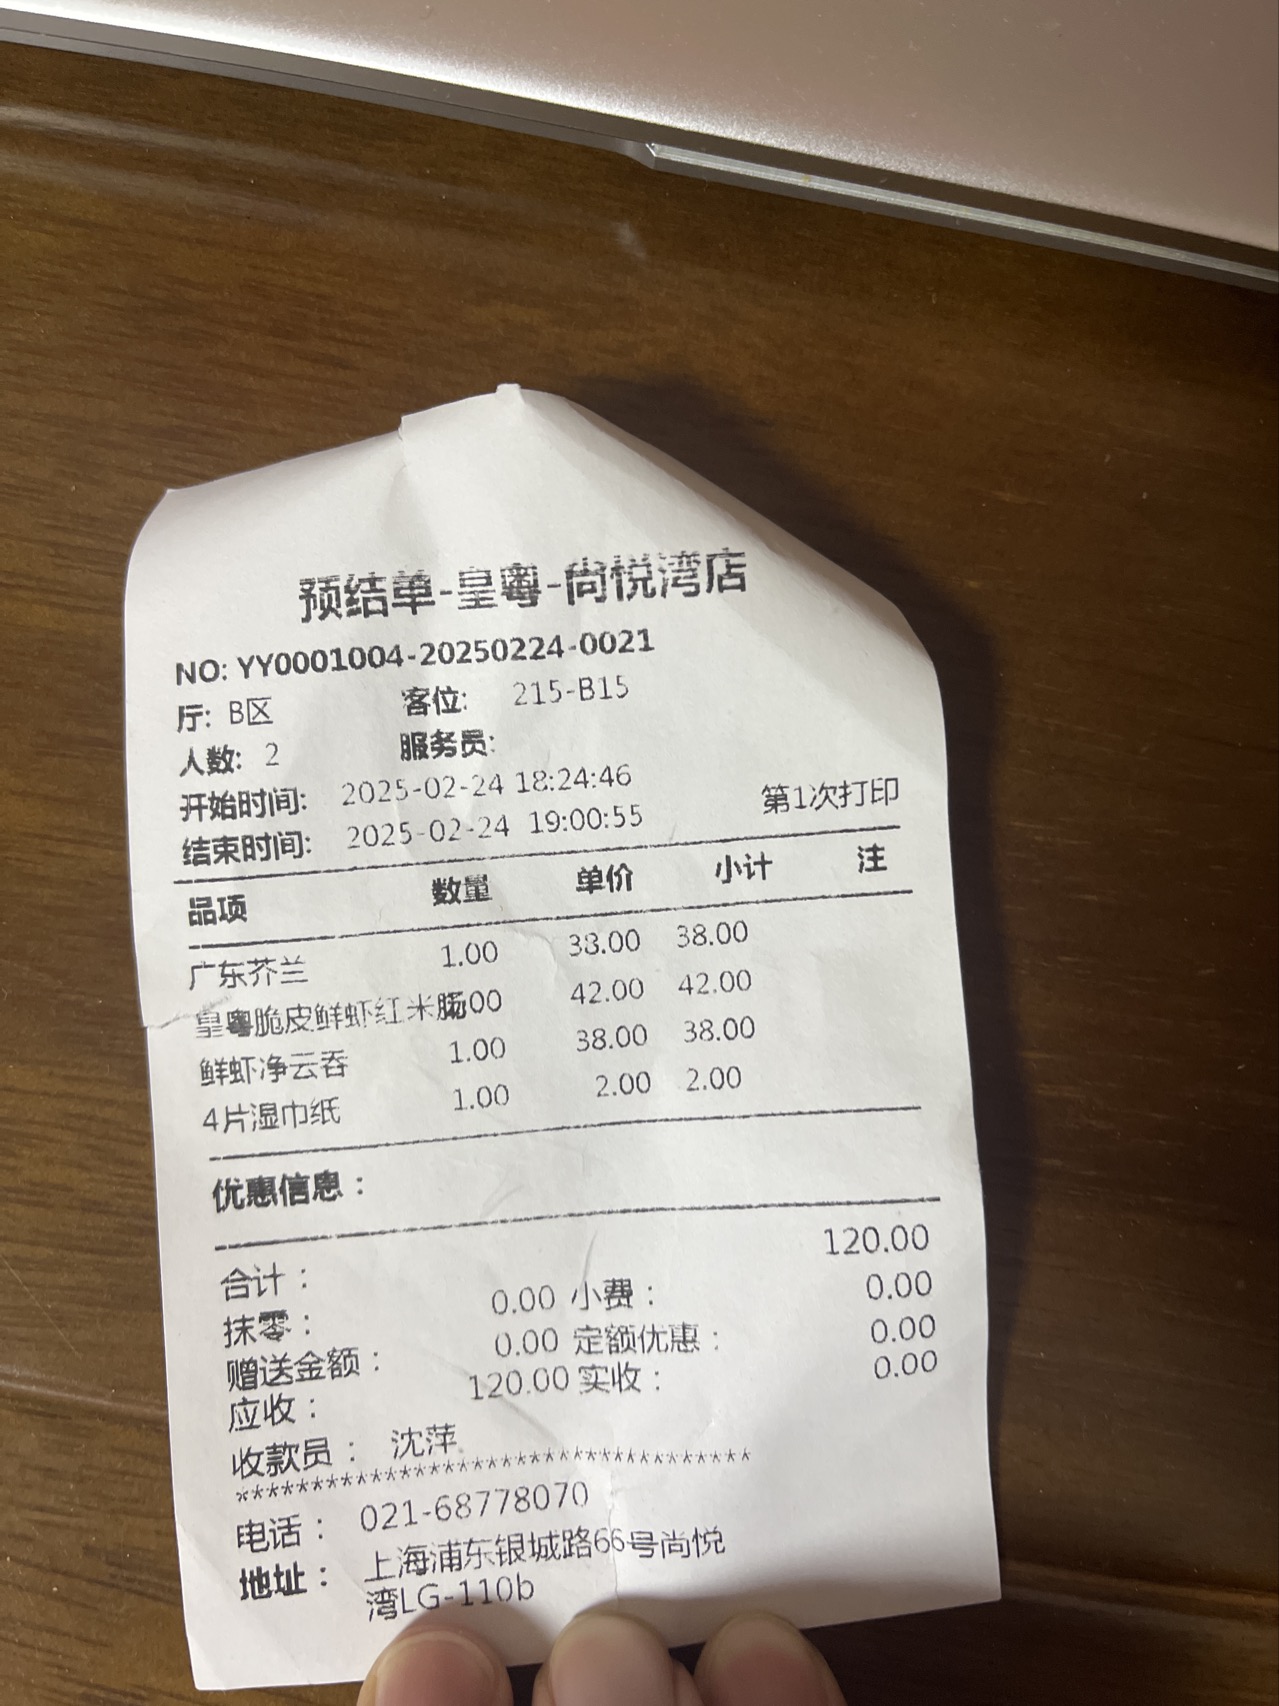 预结单-皇粤-尚悦湾店
NO: YY0001004-20250224-0021
厅: B区 客位: 215-B15
人数: 2 服务员:
开始时间: 2025-02-24 18:24:46
结束时间: 2025-02-24 19:00:55 第1次打印
品项 数量 单价 小计 注
广东芥兰 1.00 38.00 38.00
皇粤脆皮鲜虾红米肠 1.00 42.00 42.00
鲜虾净云吞 1.00 38.00 38.00
4片湿巾纸 1.00 2.00 2.00
优惠信息：
合计： 120.00
抹零： 0.00 小费： 0.00
赠送金额： 0.00 定额优惠： 0.00
应收： 120.00 实收： 0.00
收款员： 沈萍
***********************************
电话： 021-68778070
地址： 上海浦东银城路66号尚悦
湾LG-110b